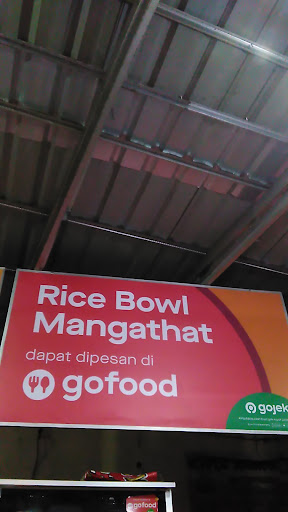 Rice Bowl
Mangathat
dapat dipesan di
gofood
gojek
gofood